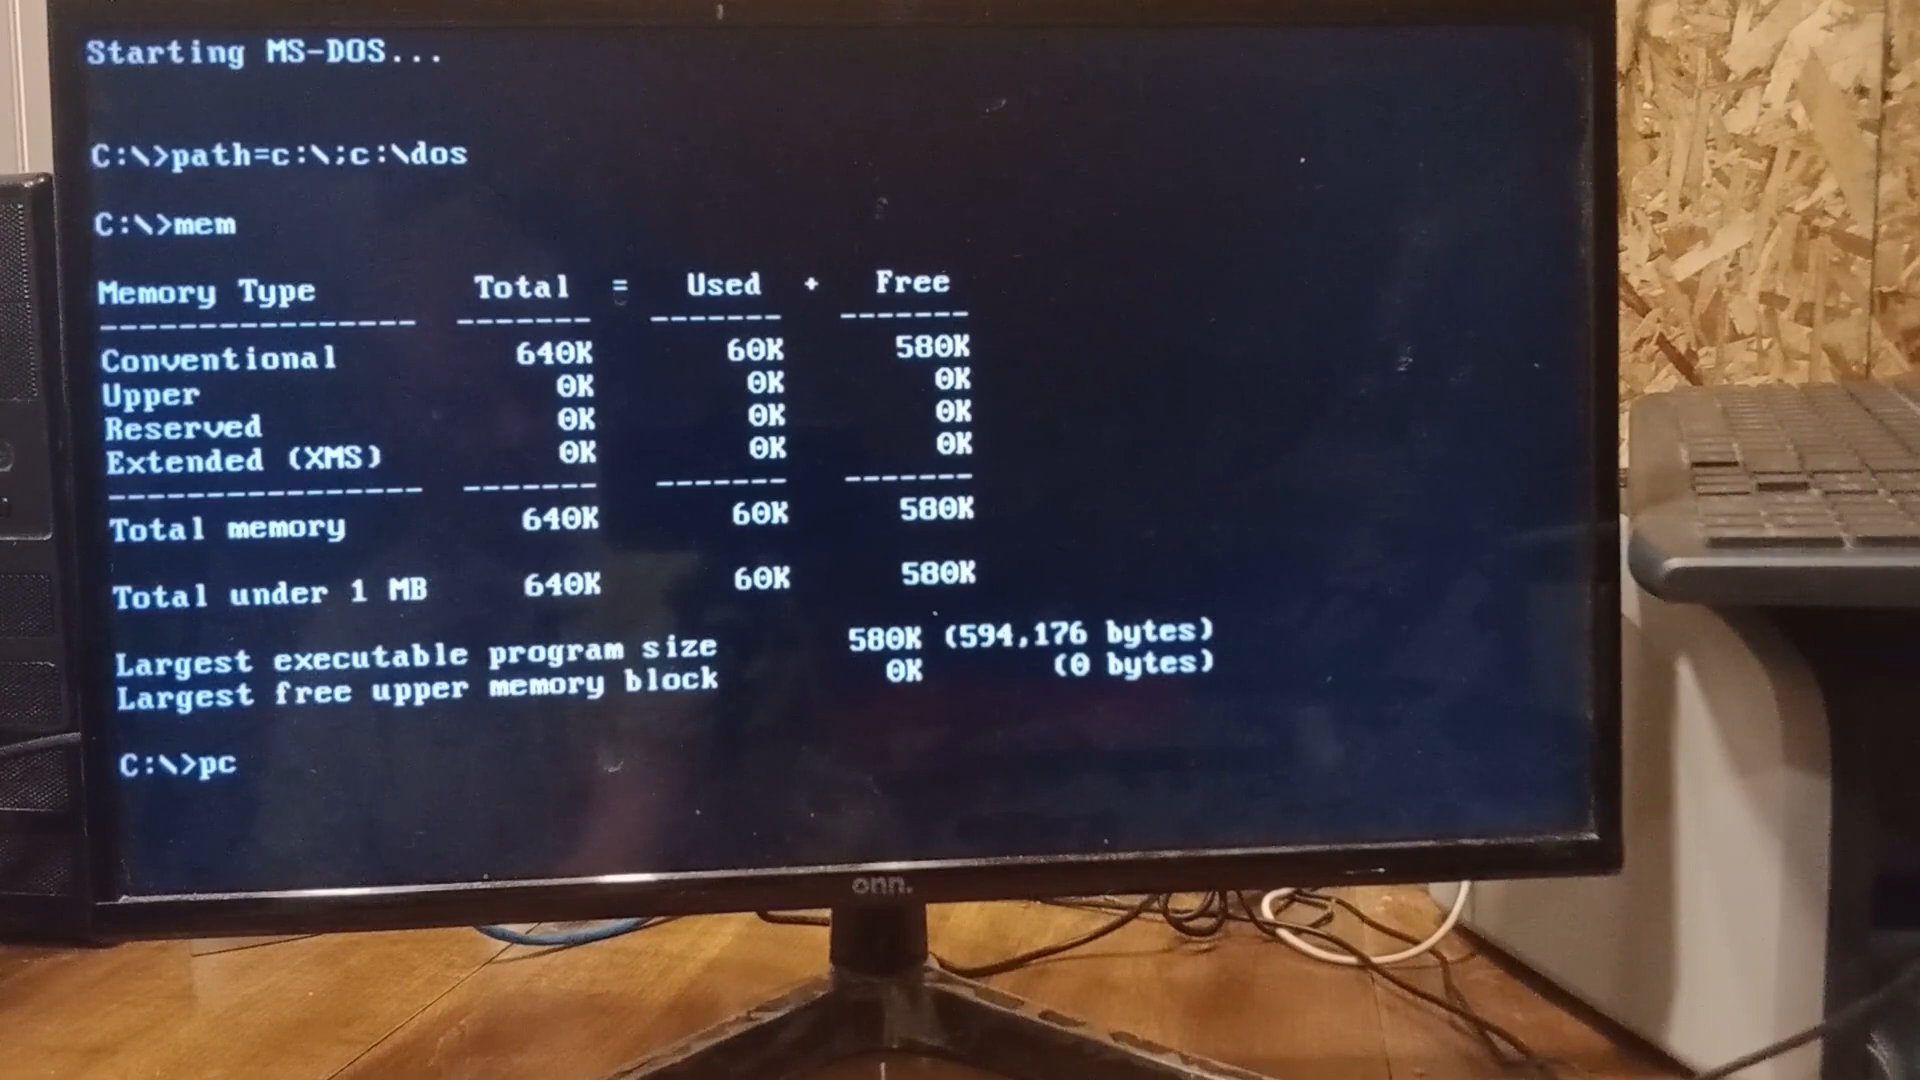 Starting MS-DOS...
C:\>path=c:\;c:\dos
C:\>mem
Memory Type Total = Used + Free
---------------- ------- ------- -------
Conventional 640K 60K 580K
Upper 0K 0K 0K
Reserved 0K 0K 0K
Extended (XMS) 0K 0K 0K
---------------- ------- ------- -------
Total memory 640K 60K 580K
Total under 1 MB 640K 60K 580K
Largest executable program size 580K (594,176 bytes)
Largest free upper memory block 0K (0 bytes)
C:\>pc
onn.